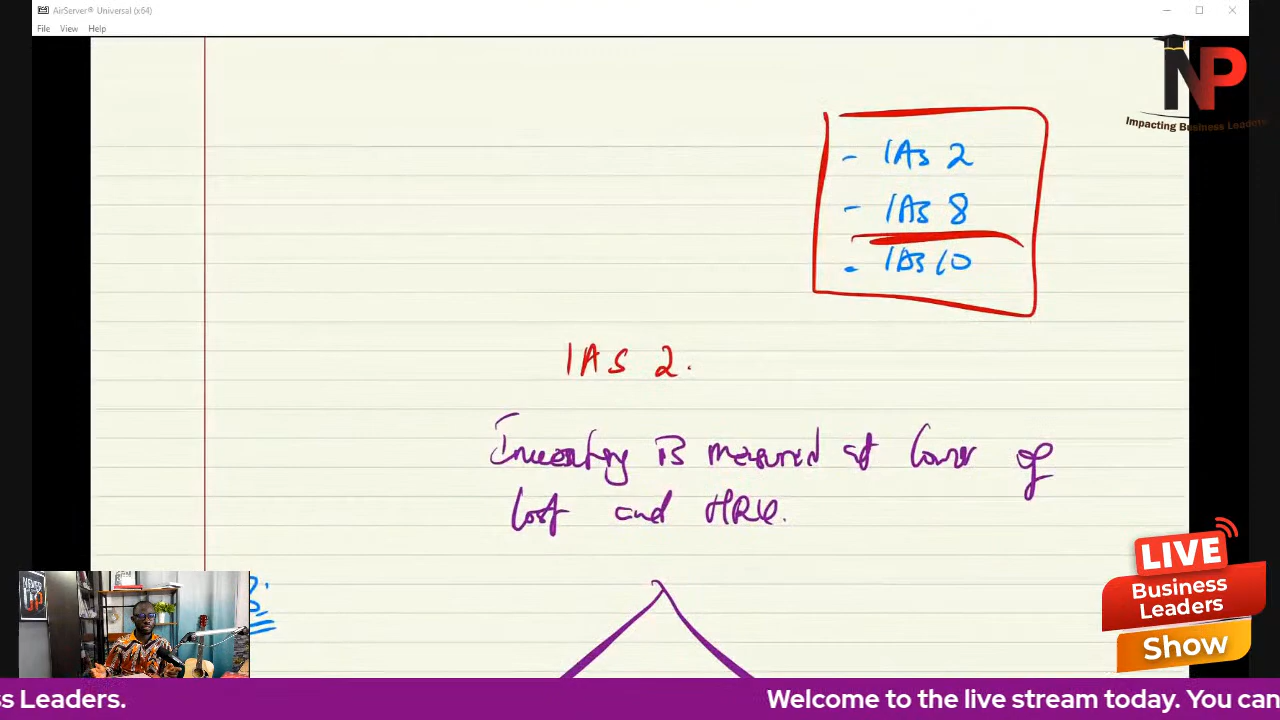 AirServer® Universal (x64)
File View Help
NP
Impacting Business Leaders
- IAS 2
- IAS 8
- IAS 10
IAS 2.
Inventory is measured at lower of
Cost and NRV.
LIVE
Business
Leaders
Show
ss Leaders.
Welcome to the live stream today. You can